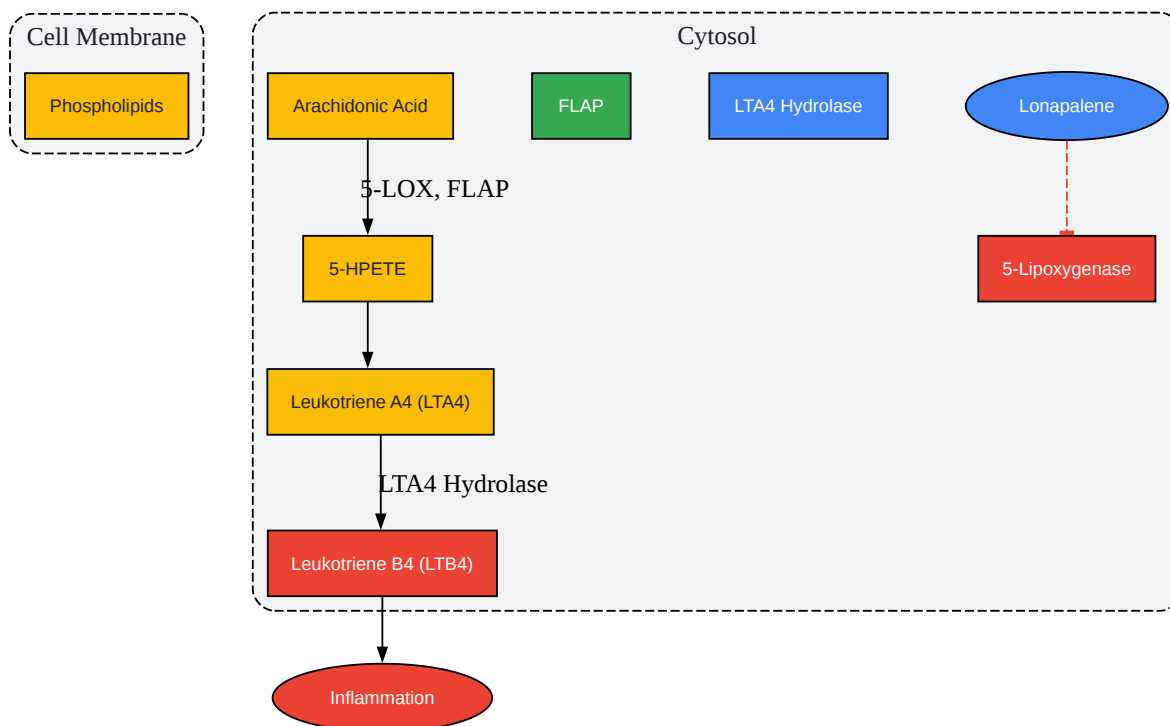 Cell Membrane
Cytosol
Phospholipids
Arachidonic Acid
FLAP
LTA4 Hydrolase
Lonapalene
5-LOX, FLAP
5-HPETE
5-Lipoxygenase
Leukotriene A4 (LTA4)
LTA4 Hydrolase
Leukotriene B4 (LTB4)
Inflammation